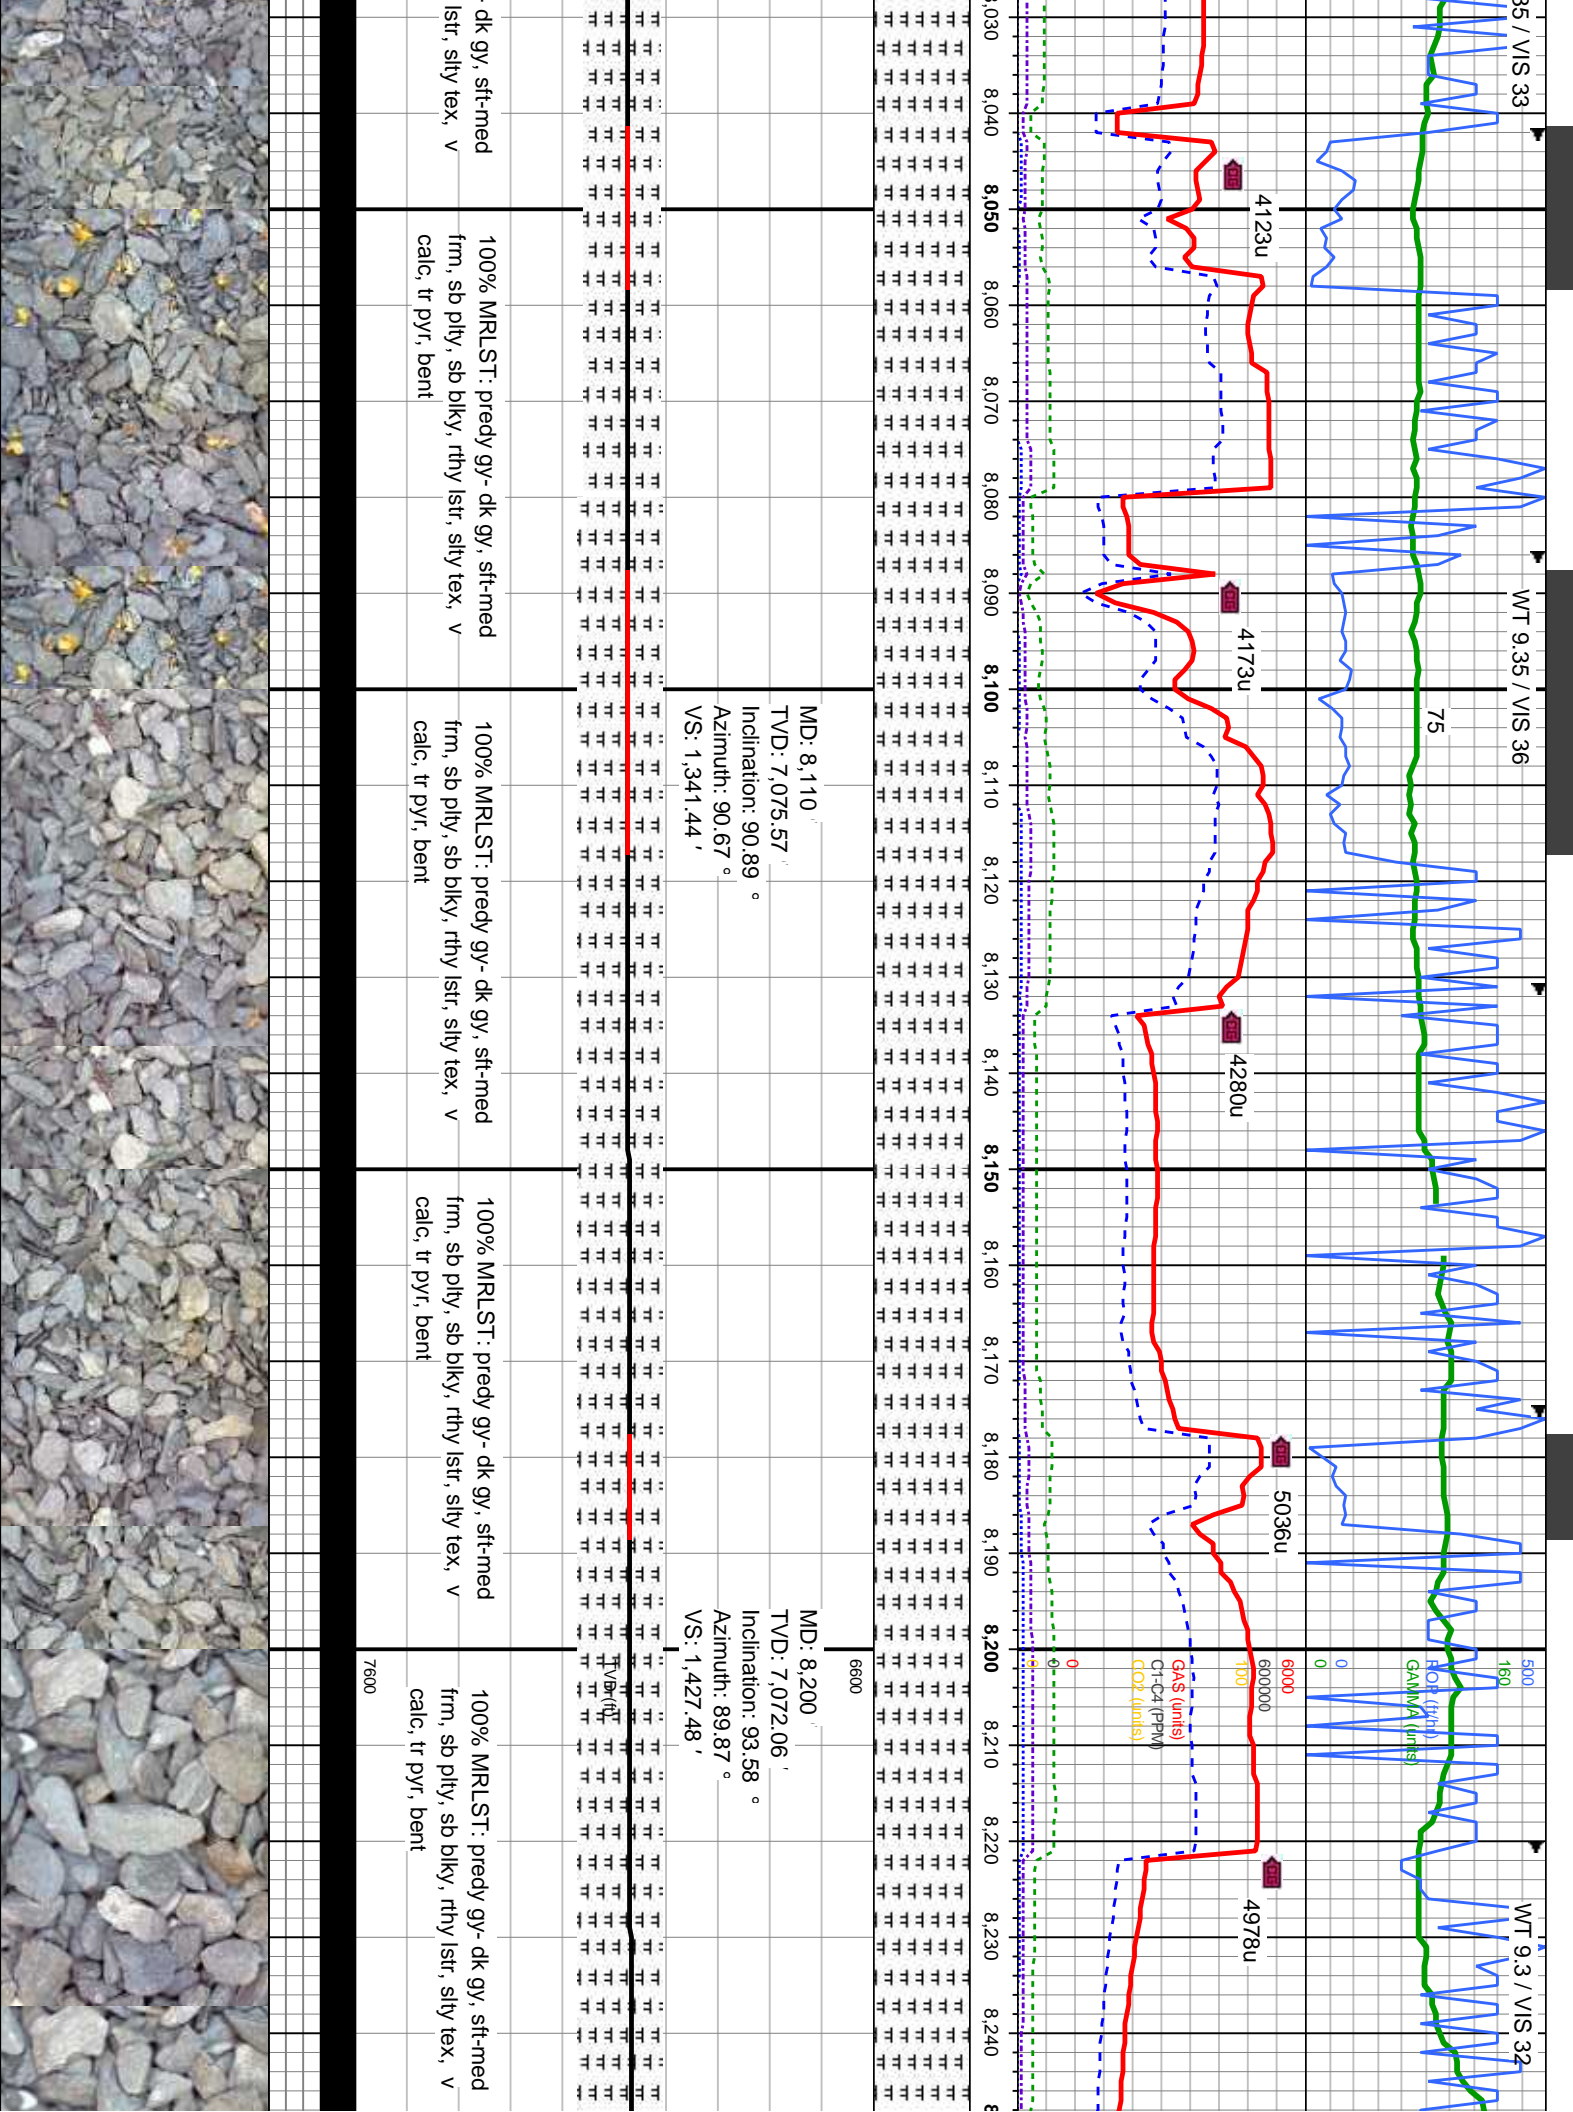 35 / VIS 33
WT 9.35 / VIS 36
WT 9.3 / VIS 32
75
500
160
ROP (ft/hr)
GAMMA (units)
0
0
4123u
4173u
4280u
5036u
4978u
6000
600000
100
GAS (units)
C1-C4 (PPM)
CO2 (units)
0
0
0
8,030
8,040
8,050
8,060
8,070
8,080
8,090
8,100
8,110
8,120
8,130
8,140
8,150
8,160
8,170
8,180
8,190
8,200
8,210
8,220
8,230
8,240
MD: 8,110 '
TVD: 7,075.57 '
Inclination: 90.89 °
Azimuth: 90.67 °
VS: 1,341.44 '
MD: 8,200 '
TVD: 7,072.06 '
Inclination: 93.58 °
Azimuth: 89.87 °
VS: 1,427.48 '
6600
TVD (ft)
7600
- dk gy, sft-med
lstr, slty tex, v
100% MRLST: predy gy- dk gy, sft-med
frm, sb plty, sb blky, rthy lstr, slty tex, v
calc, tr pyr, bent
100% MRLST: predy gy- dk gy, sft-med
frm, sb plty, sb blky, rthy lstr, slty tex, v
calc, tr pyr, bent
100% MRLST: predy gy- dk gy, sft-med
frm, sb plty, sb blky, rthy lstr, slty tex, v
calc, tr pyr, bent
100% MRLST: predy gy- dk gy, sft-med
frm, sb plty, sb blky, rthy lstr, slty tex, v
calc, tr pyr, bent